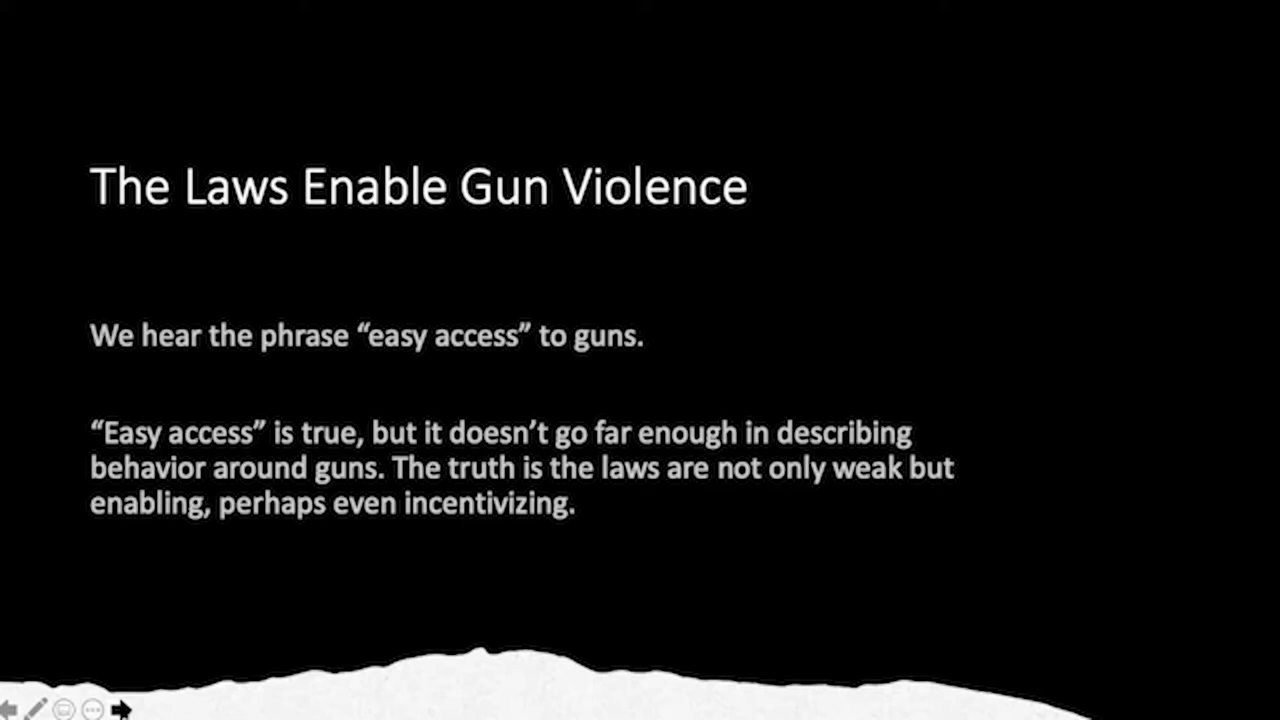 The Laws Enable Gun Violence
We hear the phrase “easy access” to guns.
“Easy access” is true, but it doesn’t go far enough in describing
behavior around guns. The truth is the laws are not only weak but
enabling, perhaps even incentivizing.